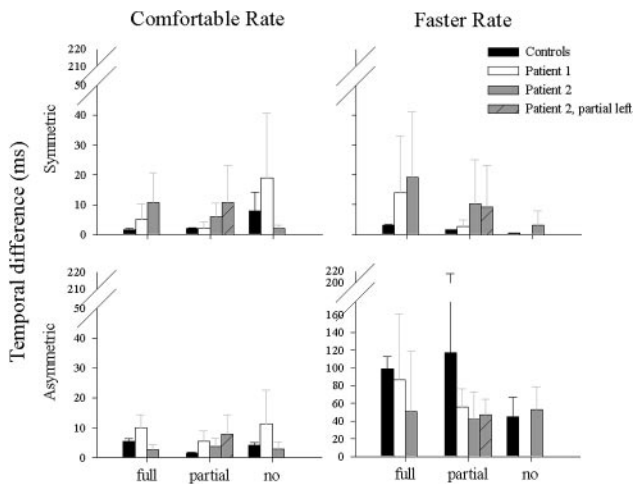 Comfortable Rate
Faster Rate
Controls
Patient 1
Patient 2
Patient 2, partial left
Temporal difference (ms)
Symmetric
220
210
50
40
30
20
10
0
Asymmetric
220
210
50
40
30
20
10
0
220
200
160
140
120
100
80
60
40
20
0
full partial no
full partial no